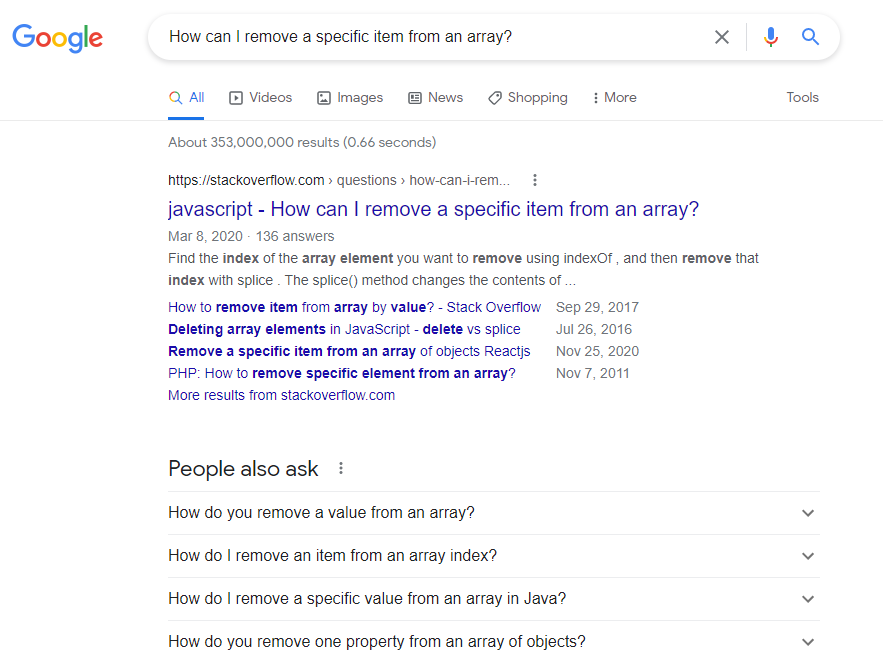 Google
How can I remove a specific item from an array?
All Videos Images News Shopping More Tools
About 353,000,000 results (0.66 seconds)
https://stackoverflow.com › questions › how-can-i-rem...
javascript - How can I remove a specific item from an array?
Mar 8, 2020 · 136 answers
Find the index of the array element you want to remove using indexOf , and then remove that
index with splice . The splice() method changes the contents of ...
How to remove item from array by value? - Stack Overflow Sep 29, 2017
Deleting array elements in JavaScript - delete vs splice Jul 26, 2016
Remove a specific item from an array of objects Reactjs Nov 25, 2020
PHP: How to remove specific element from an array? Nov 7, 2011
More results from stackoverflow.com
People also ask
How do you remove a value from an array?
How do I remove an item from an array index?
How do I remove a specific value from an array in Java?
How do you remove one property from an array of objects?